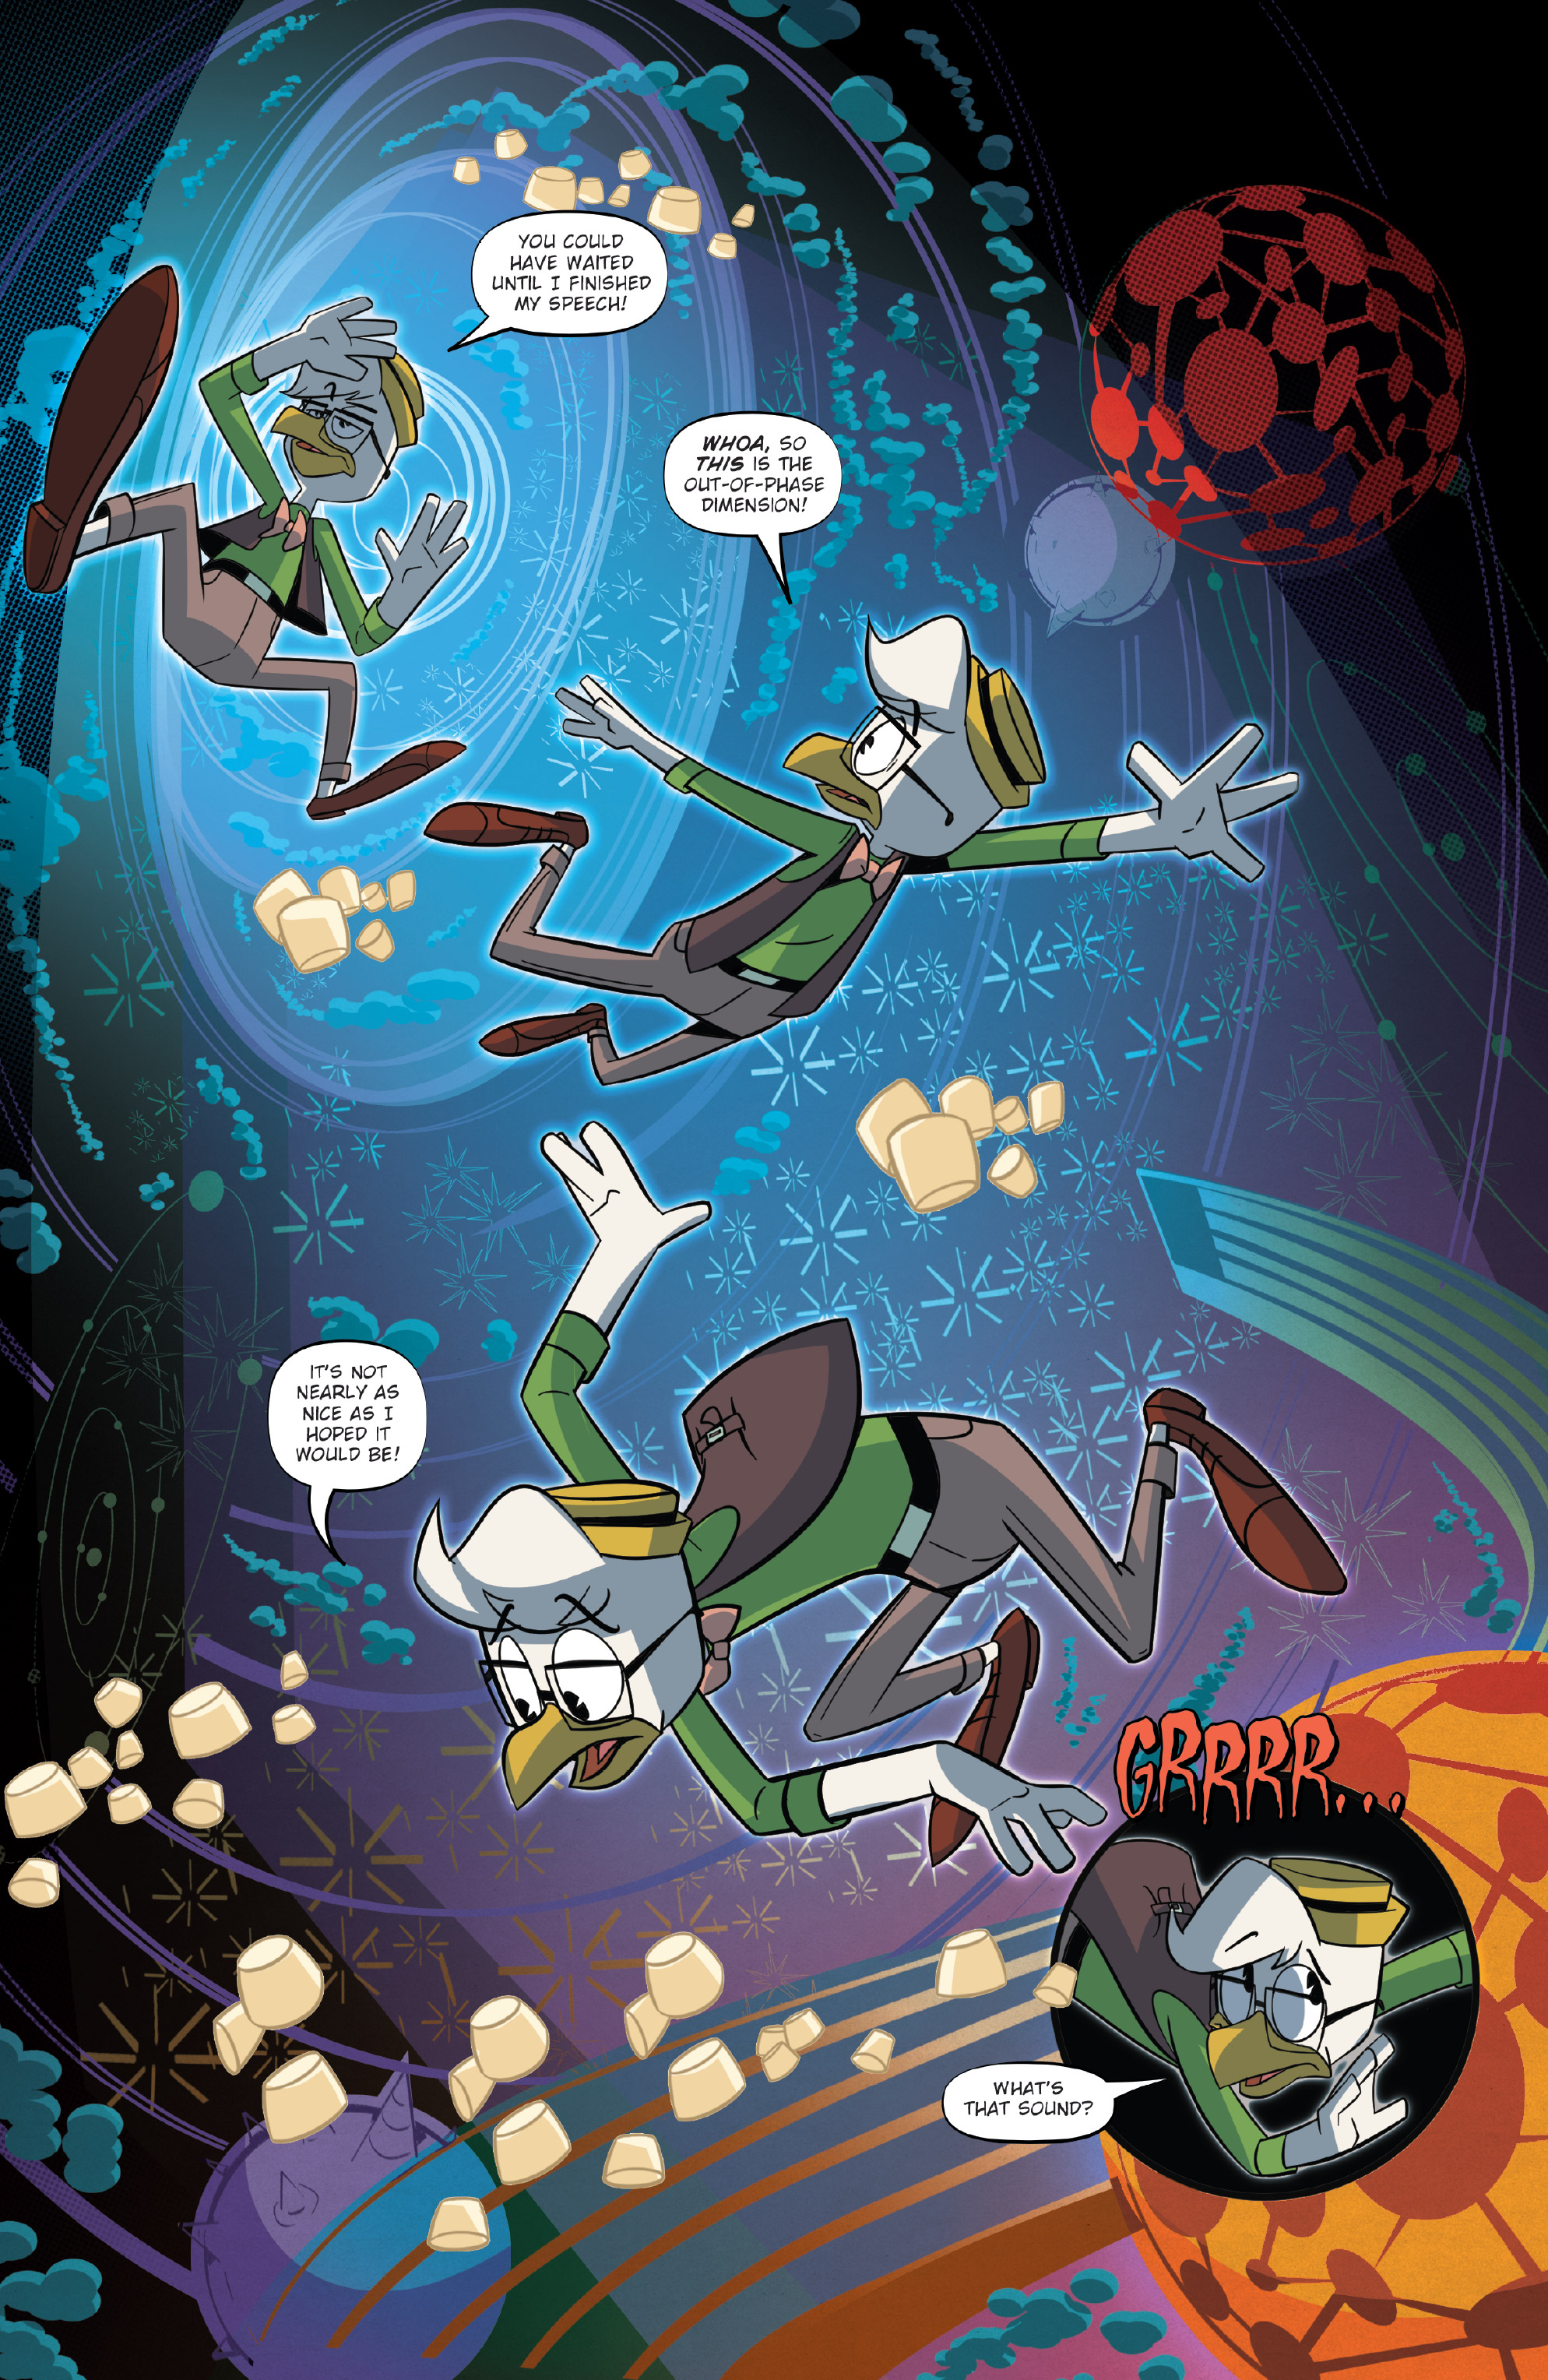 YOU COULD
HAVE WAITED
UNTIL I FINISHED
MY SPEECH!
WHOA, SO
THIS IS THE
OUT-OF-PHASE
DIMENSION!
IT'S NOT
NEARLY AS
NICE AS I
HOPED IT
WOULD BE!
GRRRR...
WHAT'S
THAT SOUND?